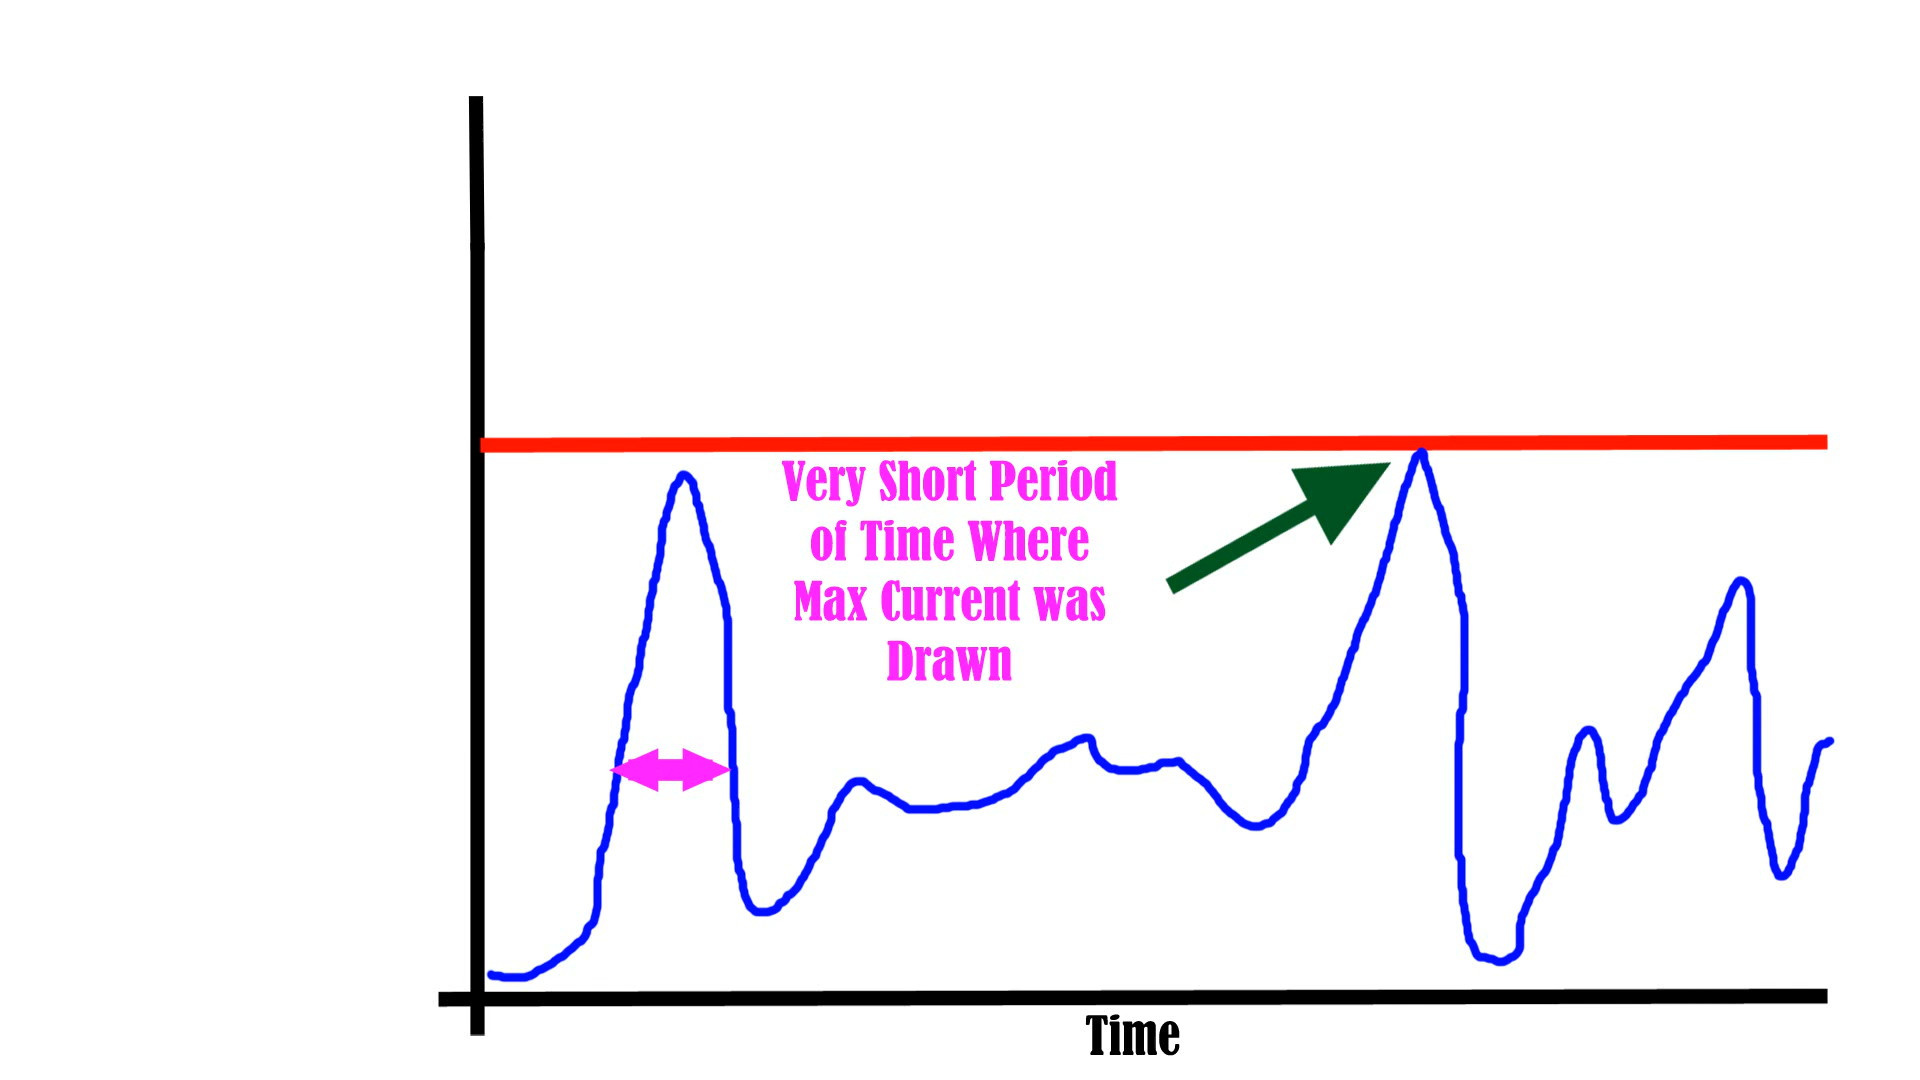 Very Short Period
of Time Where
Max Current was
Drawn
Time